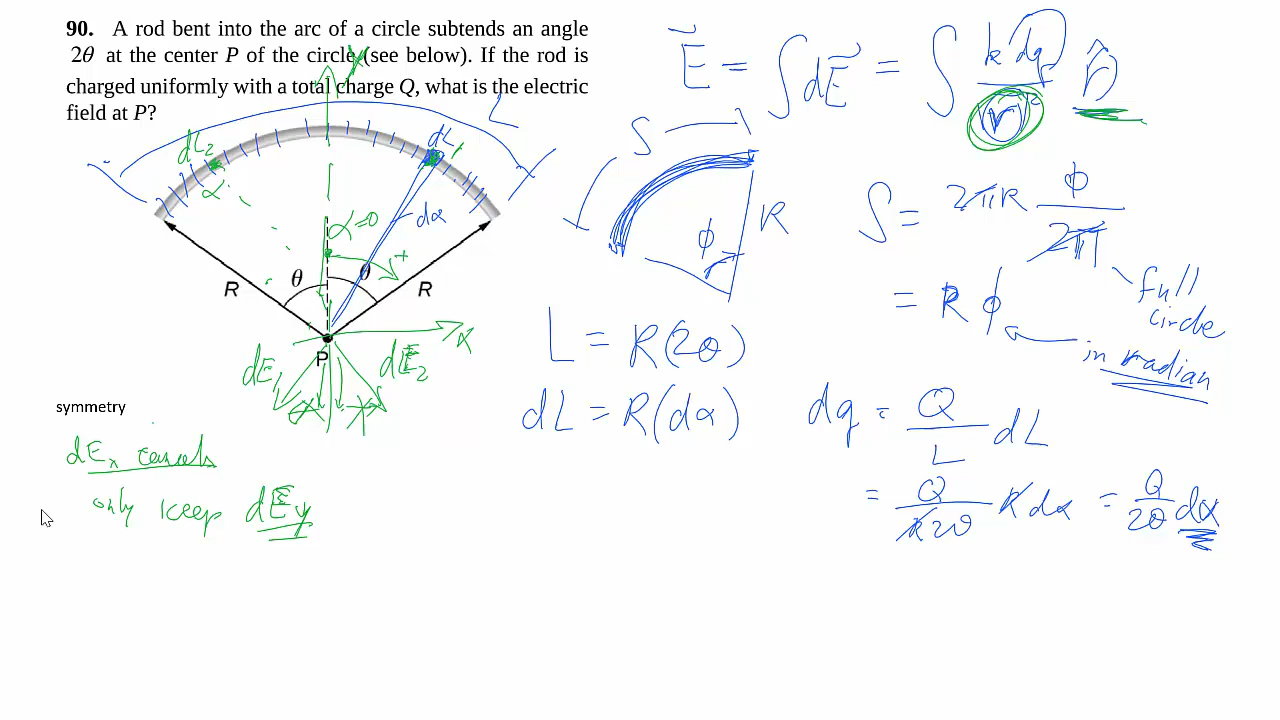 90. A rod bent into the arc of a circle subtends an angle
2θ at the center P of the circle (see below). If the rod is
charged uniformly with a total charge Q, what is the electric
field at P?
E⃗ = ∫dE⃗ = ∫ k dq / r² r̂
y
L
dL₂
dL₁
α
α=0
dα
+
θ
θ
R
R
P
x
dE₁
dE₂
α
α
S
ϕ
R
S = 2πR ϕ / 2π
full
circle
= R ϕ
in radian
L = R(2θ)
dL = R(dα)
dq = Q / L dL
= Q / R2θ R dα = Q / 2θ dα
symmetry
dEₓ cancels
only keep dEy